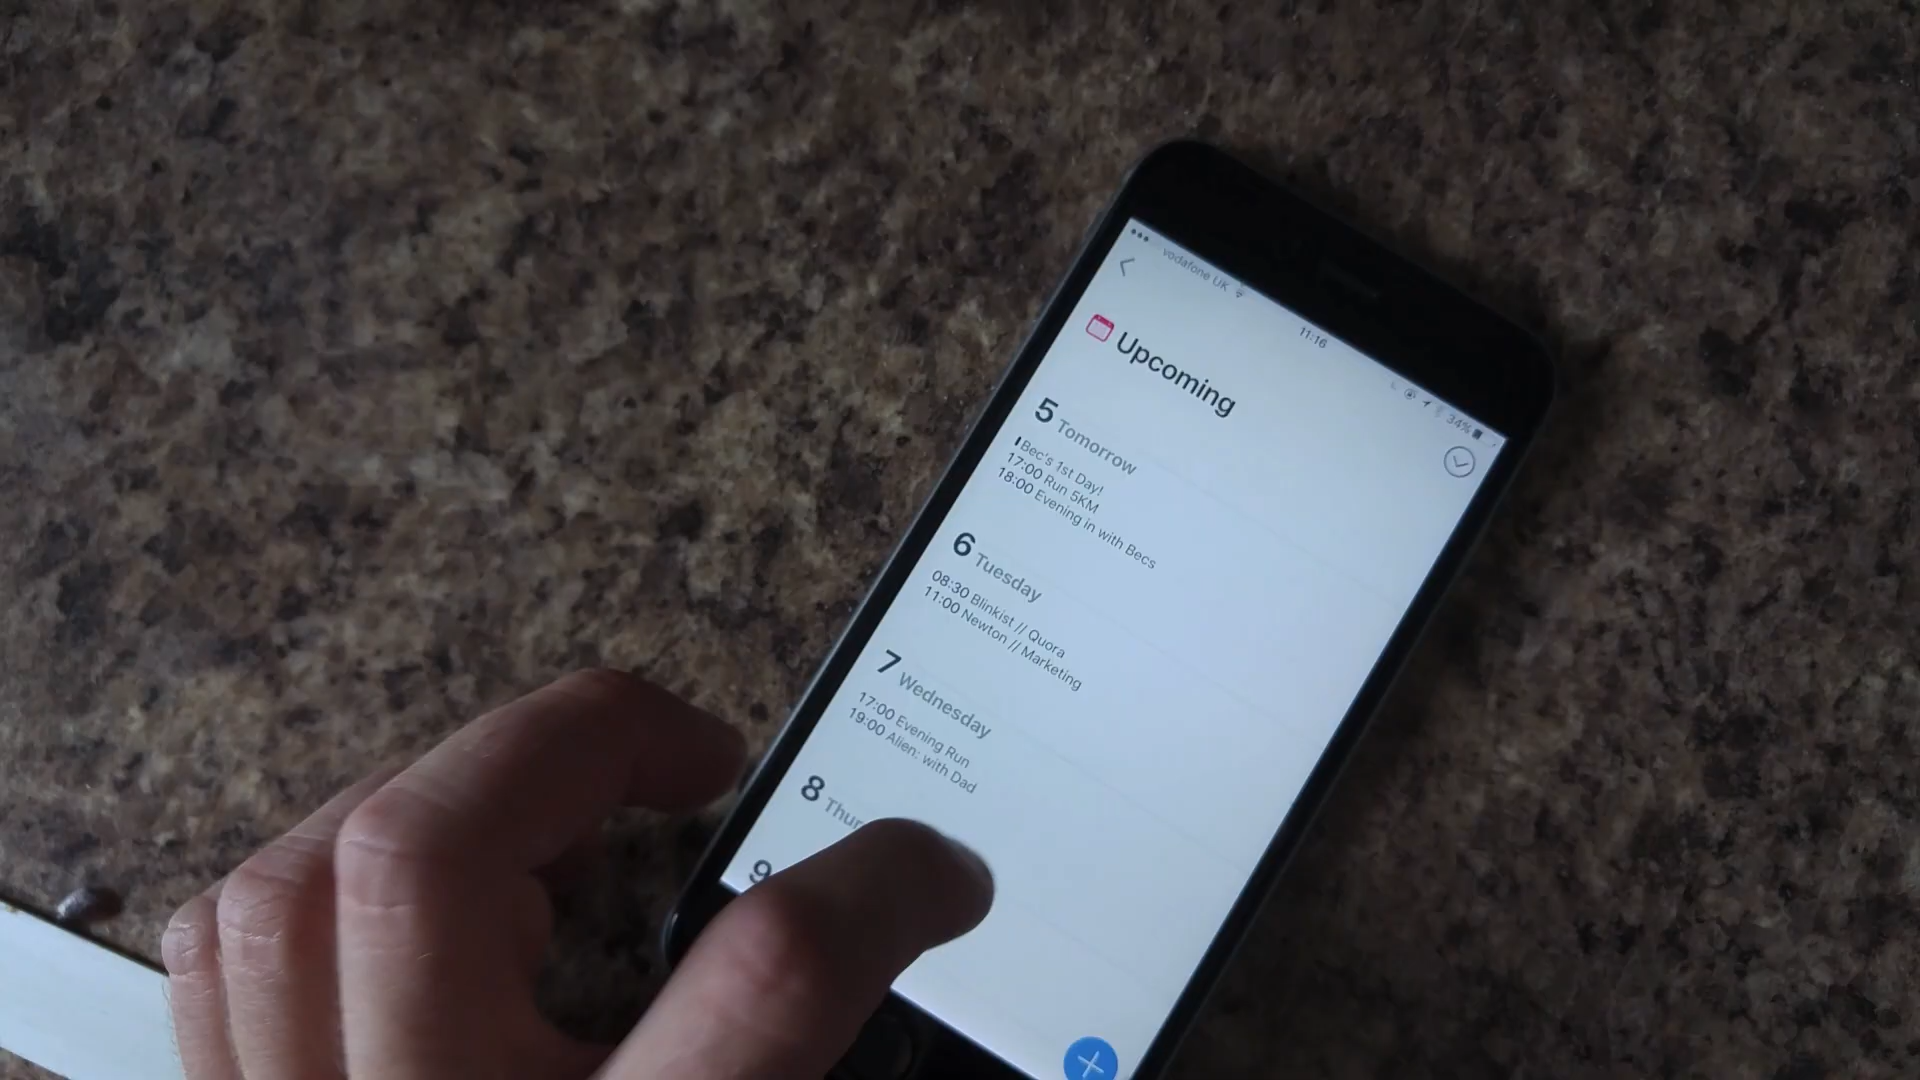 vodafone UK
11:16
34%
Upcoming
5 Tomorrow
Bec's 1st Day!
17:00 Run 5KM
18:00 Evening in with Becs
6 Tuesday
08:30 Blinkist // Quora
11:00 Newton // Marketing
7 Wednesday
17:00 Evening Run
19:00 Alien: with Dad
8 Thur
9